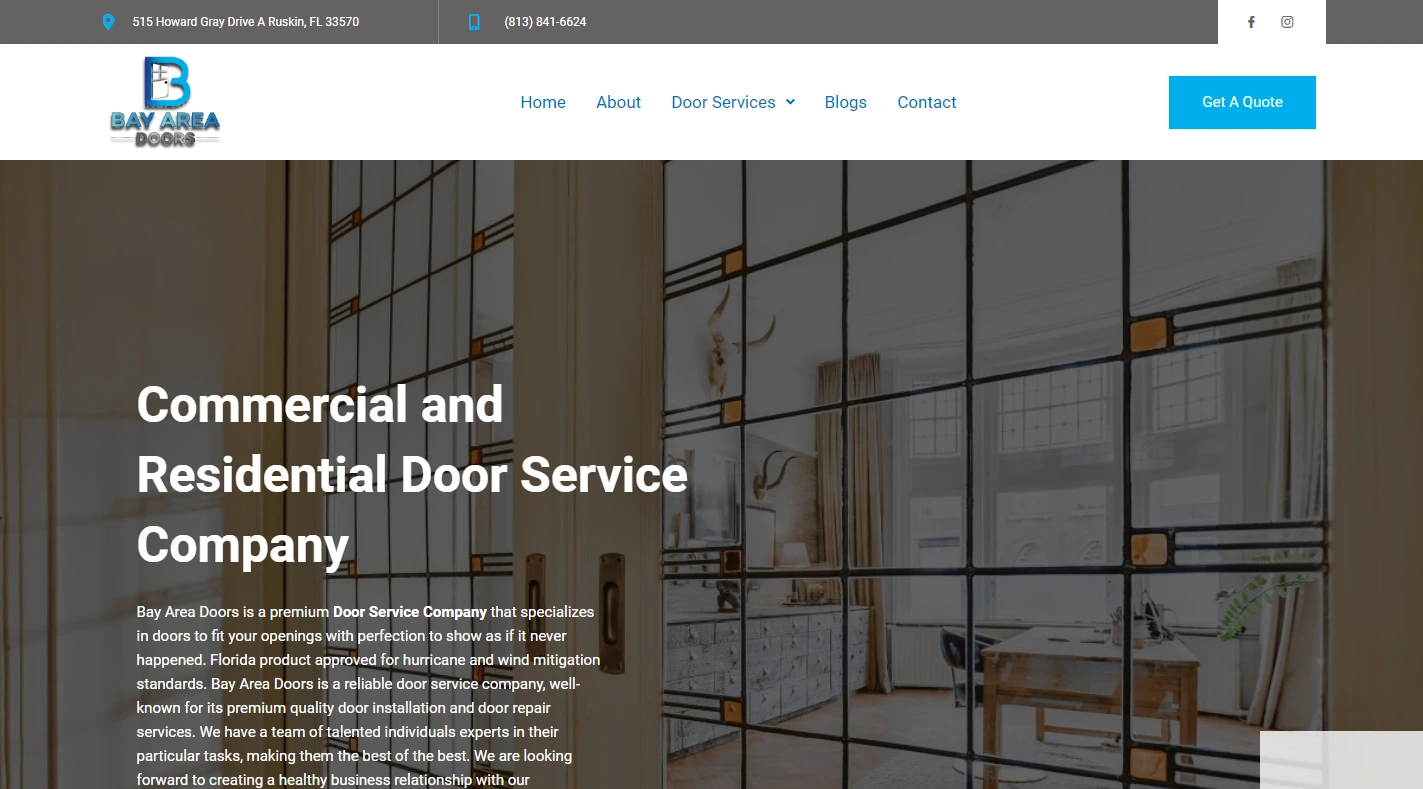 515 Howard Gray Drive A Ruskin, FL 33570
(813) 841-6624
BAY AREA
DOORS
Home
About
Door Services
Blogs
Contact
Get A Quote
Commercial and
Residential Door Service
Company
Bay Area Doors is a premium Door Service Company that specializes
in doors to fit your openings with perfection to show as if it never
happened. Florida product approved for hurricane and wind mitigation
standards. Bay Area Doors is a reliable door service company, well-
known for its premium quality door installation and door repair
services. We have a team of talented individuals experts in their
particular tasks, making them the best of the best. We are looking
forward to creating a healthy business relationship with our